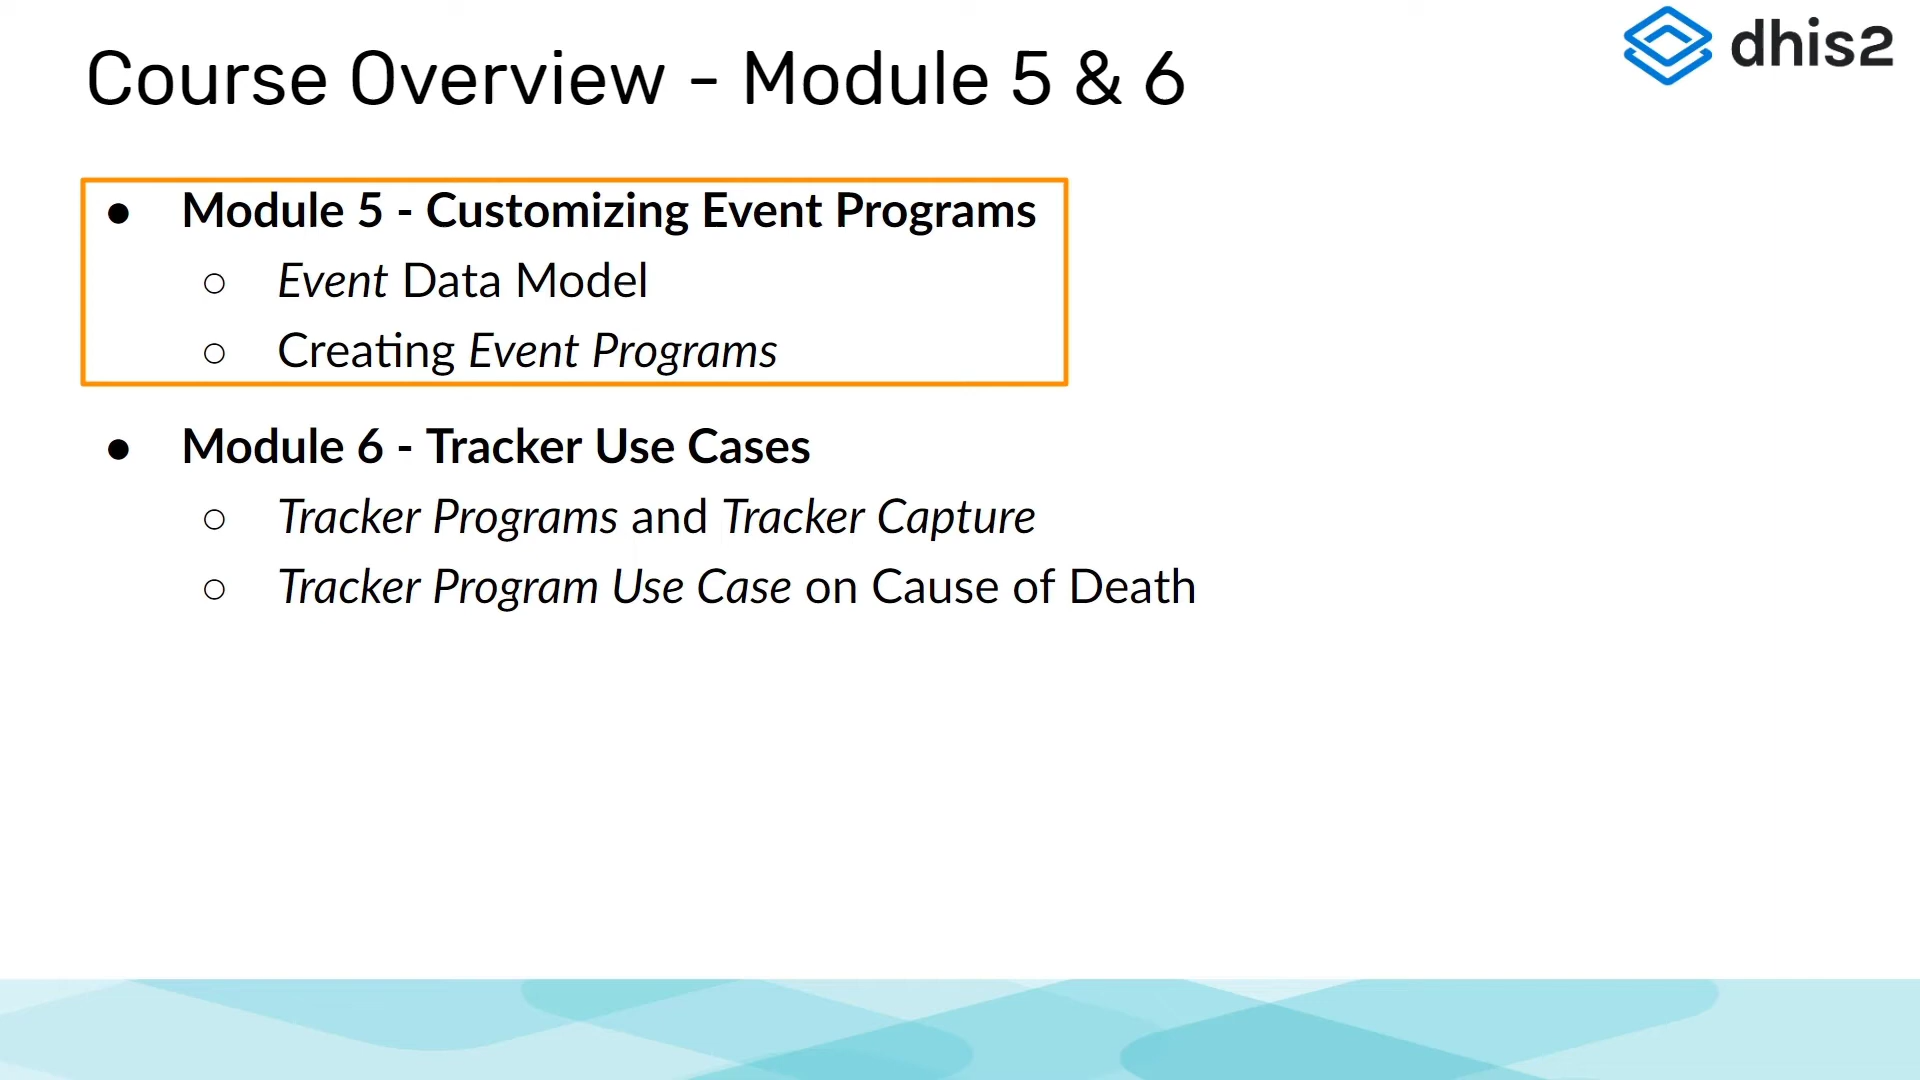 dhis2
Course Overview - Module 5 & 6
● Module 5 - Customizing Event Programs
○ Event Data Model
○ Creating Event Programs
● Module 6 - Tracker Use Cases
○ Tracker Programs and Tracker Capture
○ Tracker Program Use Case on Cause of Death